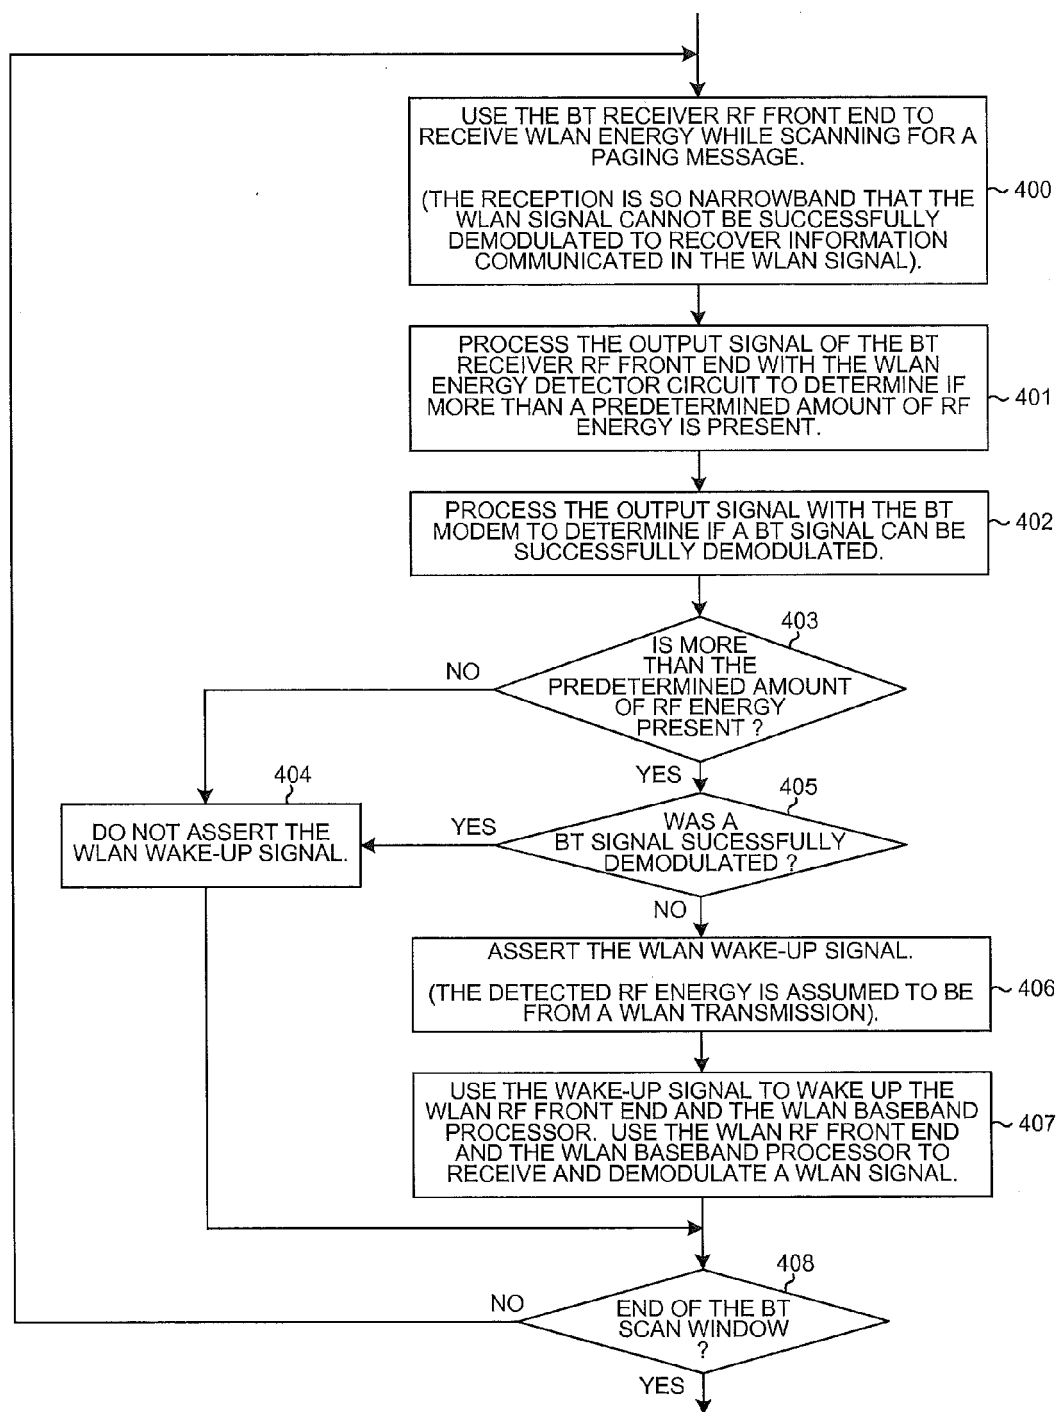 USE THE BT RECEIVER RF FRONT END TO
RECEIVE WLAN ENERGY WHILE SCANNING FOR A
PAGING MESSAGE.
(THE RECEPTION IS SO NARROWBAND THAT THE
WLAN SIGNAL CANNOT BE SUCCESSFULLY
DEMODULATED TO RECOVER INFORMATION
COMMUNICATED IN THE WLAN SIGNAL).
400
PROCESS THE OUTPUT SIGNAL OF THE BT
RECEIVER RF FRONT END WITH THE WLAN
ENERGY DETECTOR CIRCUIT TO DETERMINE IF
MORE THAN A PREDETERMINED AMOUNT OF RF
ENERGY IS PRESENT.
401
PROCESS THE OUTPUT SIGNAL WITH THE BT
MODEM TO DETERMINE IF A BT SIGNAL CAN BE
SUCCESSFULLY DEMODULATED.
402
403
IS MORE
THAN THE
PREDETERMINED AMOUNT
OF RF ENERGY
PRESENT ?
NO
YES
404
DO NOT ASSERT THE
WLAN WAKE-UP SIGNAL.
405
WAS A
BT SIGNAL SUCESSFULLY
DEMODULATED ?
YES
NO
ASSERT THE WLAN WAKE-UP SIGNAL.
(THE DETECTED RF ENERGY IS ASSUMED TO BE
FROM A WLAN TRANSMISSION).
406
USE THE WAKE-UP SIGNAL TO WAKE UP THE
WLAN RF FRONT END AND THE WLAN BASEBAND
PROCESSOR. USE THE WLAN RF FRONT END
AND THE WLAN BASEBAND PROCESSOR TO
RECEIVE AND DEMODULATE A WLAN SIGNAL.
407
408
END OF THE BT
SCAN WINDOW
?
NO
YES